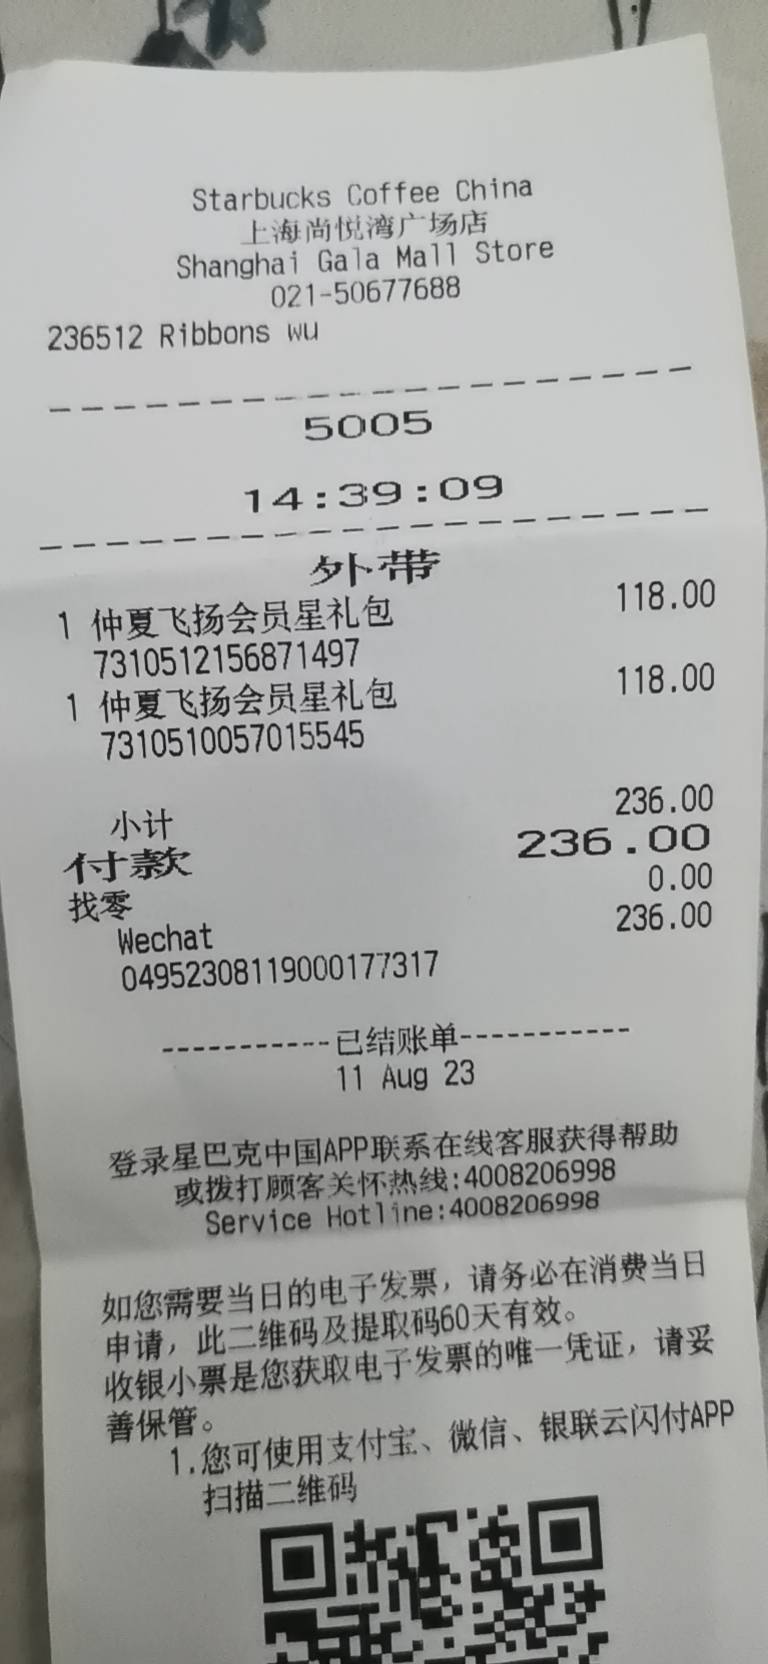 Starbucks Coffee China
上海尚悦湾广场店
Shanghai Gala Mall Store
021-50677688
236512 Ribbons wu
5005
14:39:09
外带
1 仲夏飞扬会员星礼包 118.00
7310512156871497
1 仲夏飞扬会员星礼包 118.00
7310510057015545
小计 236.00
付款 236.00
找零 0.00
Wechat 236.00
04952308119000177317
-----------已结账单-----------
11 Aug 23
登录星巴克中国APP联系在线客服获得帮助
或拨打顾客关怀热线:4008206998
Service Hotline:4008206998
如您需要当日的电子发票，请务必在消费当日
申请，此二维码及提取码60天有效。
收银小票是您获取电子发票的唯一凭证，请妥
善保管。
1.您可使用支付宝、微信、银联云闪付APP
扫描二维码